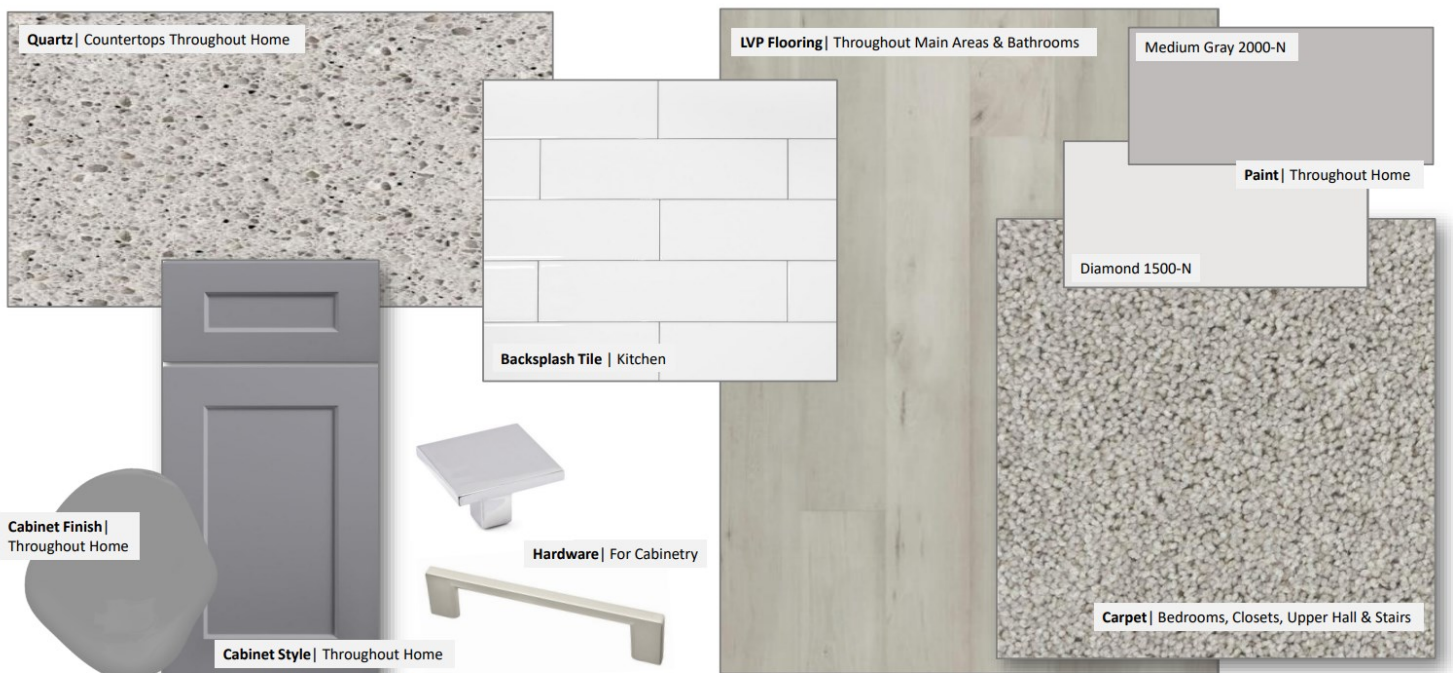 Quartz| Countertops Throughout Home
LVP Flooring| Throughout Main Areas & Bathrooms
Medium Gray 2000-N
Paint| Throughout Home
Diamond 1500-N
Backsplash Tile | Kitchen
Cabinet Finish|
Throughout Home
Hardware| For Cabinetry
Cabinet Style| Throughout Home
Carpet| Bedrooms, Closets, Upper Hall & Stairs